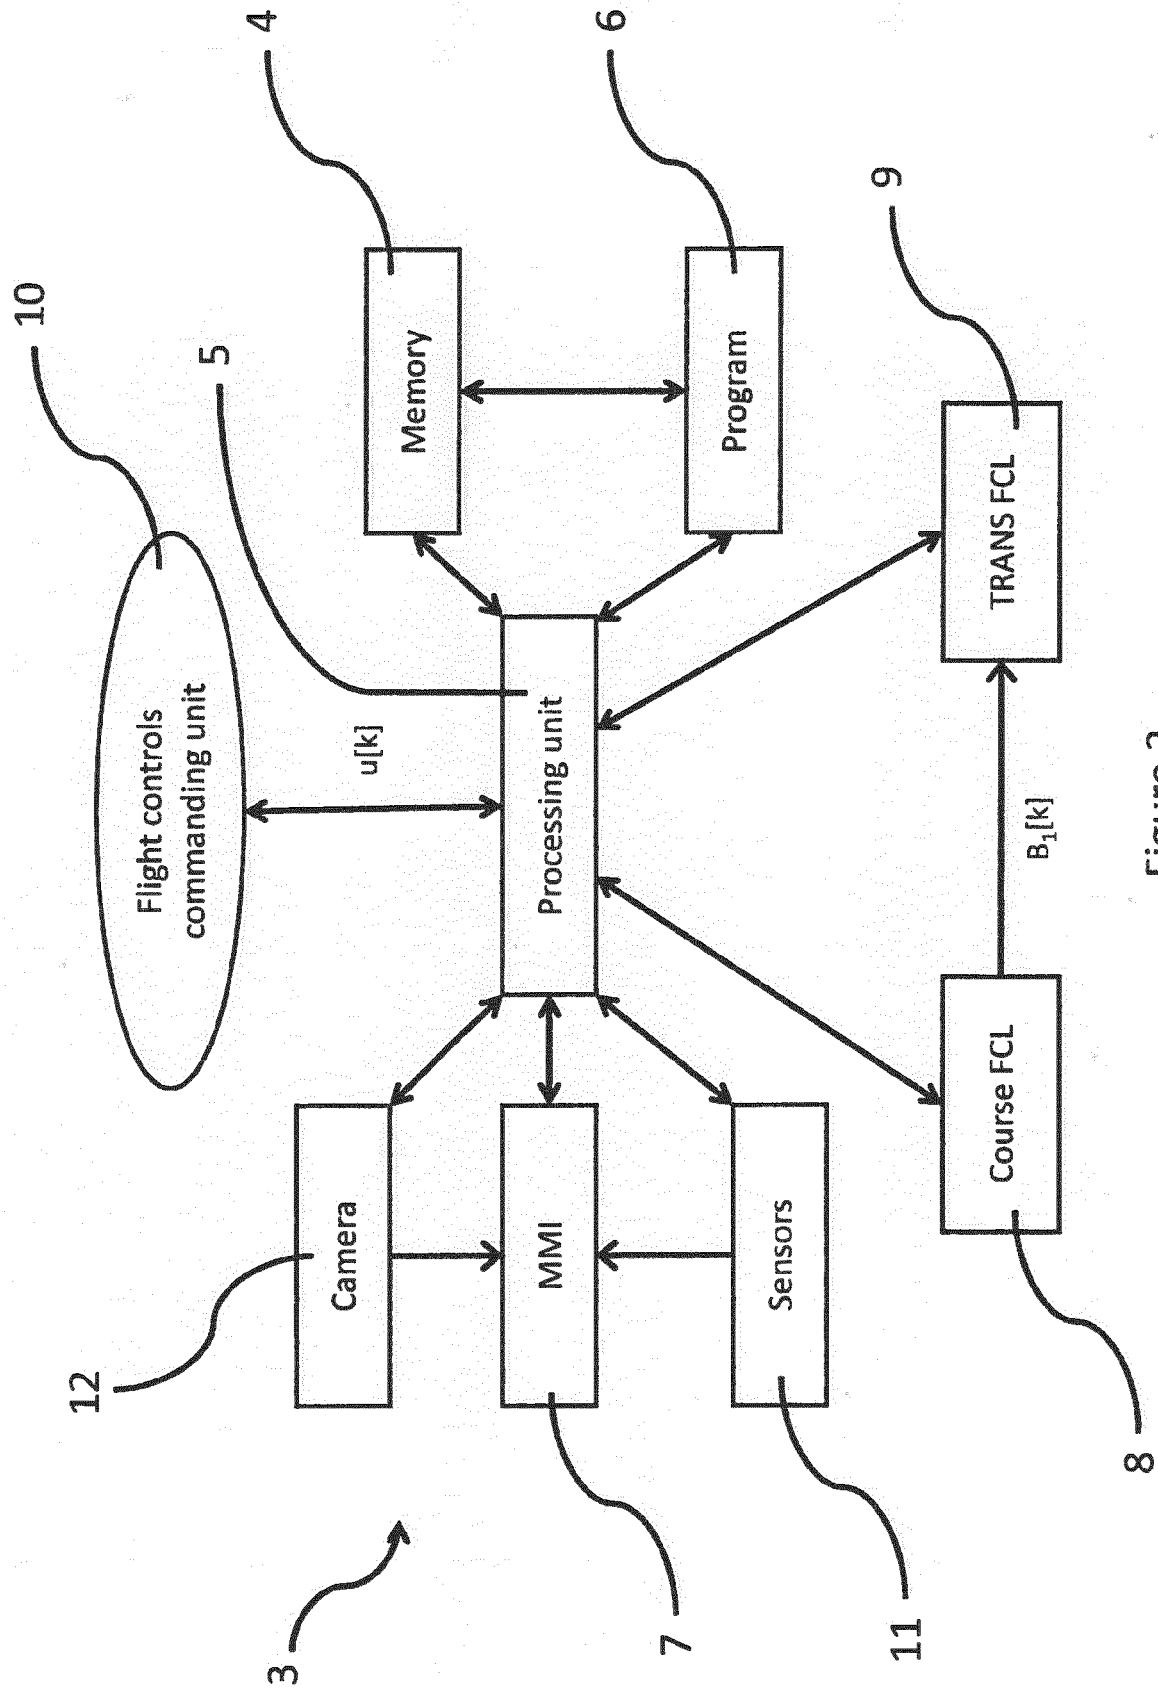 10
12
Flight controls
commanding unit
5
4
3
Camera
u[k]
Memory
MMI
Processing unit
6
7
Program
Sensors
9
11
Course FCL
TRANS FCL
B₁[k]
8
Figure